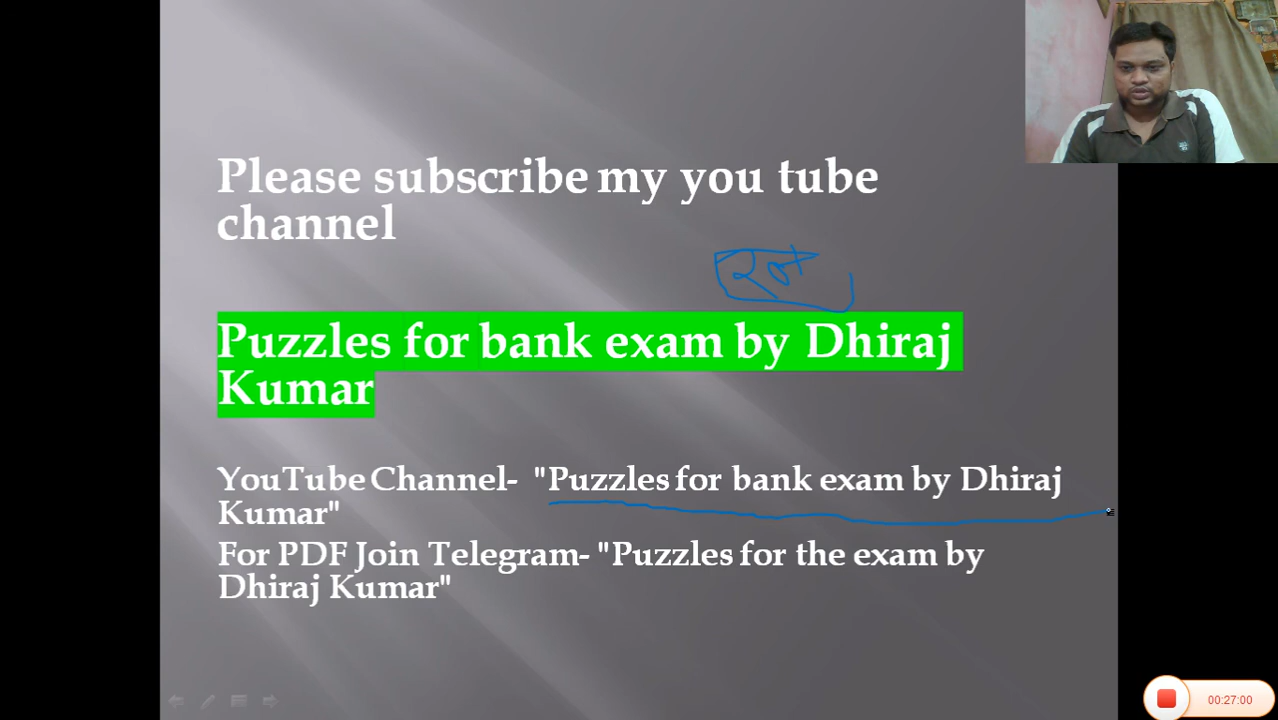 Please subscribe my you tube
channel
Puzzles for bank exam by Dhiraj
Kumar
YouTube Channel- "Puzzles for bank exam by Dhiraj
Kumar"
For PDF Join Telegram- "Puzzles for the exam by
Dhiraj Kumar"
00:27:00